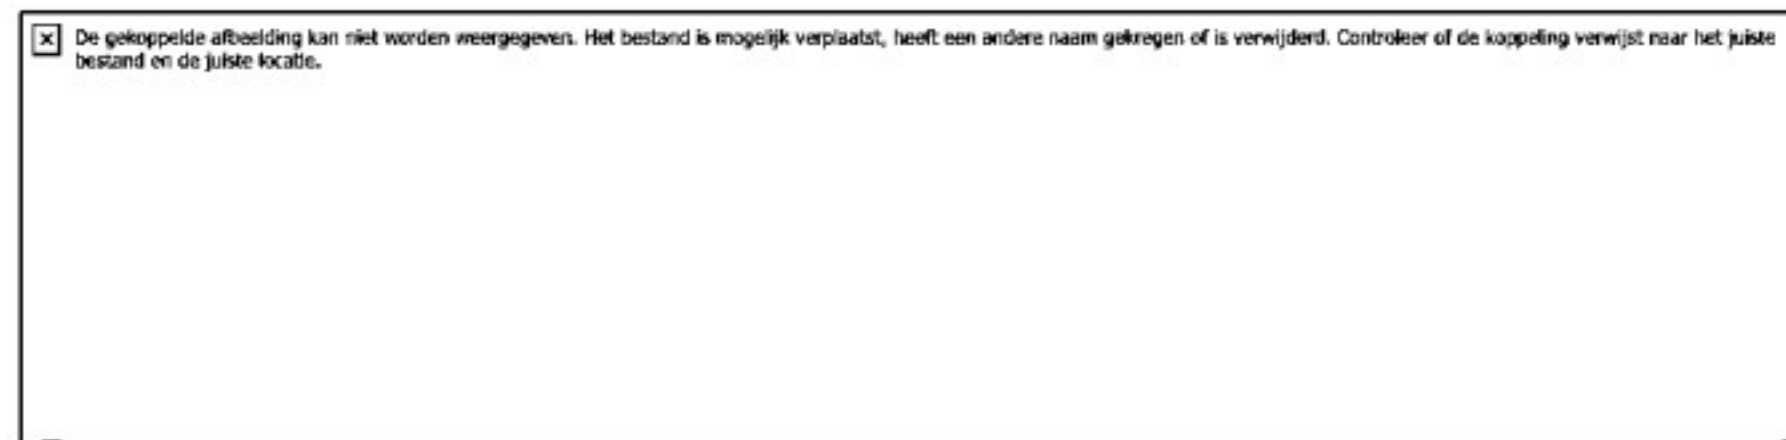 De gekoppelde afbeelding kan niet worden weergegeven. Het bestand is mogelijk verplaatst, heeft een andere naam gekregen of is verwijderd. Controleer of de koppeling verwijst naar het juiste
bestand en de juiste locatie.